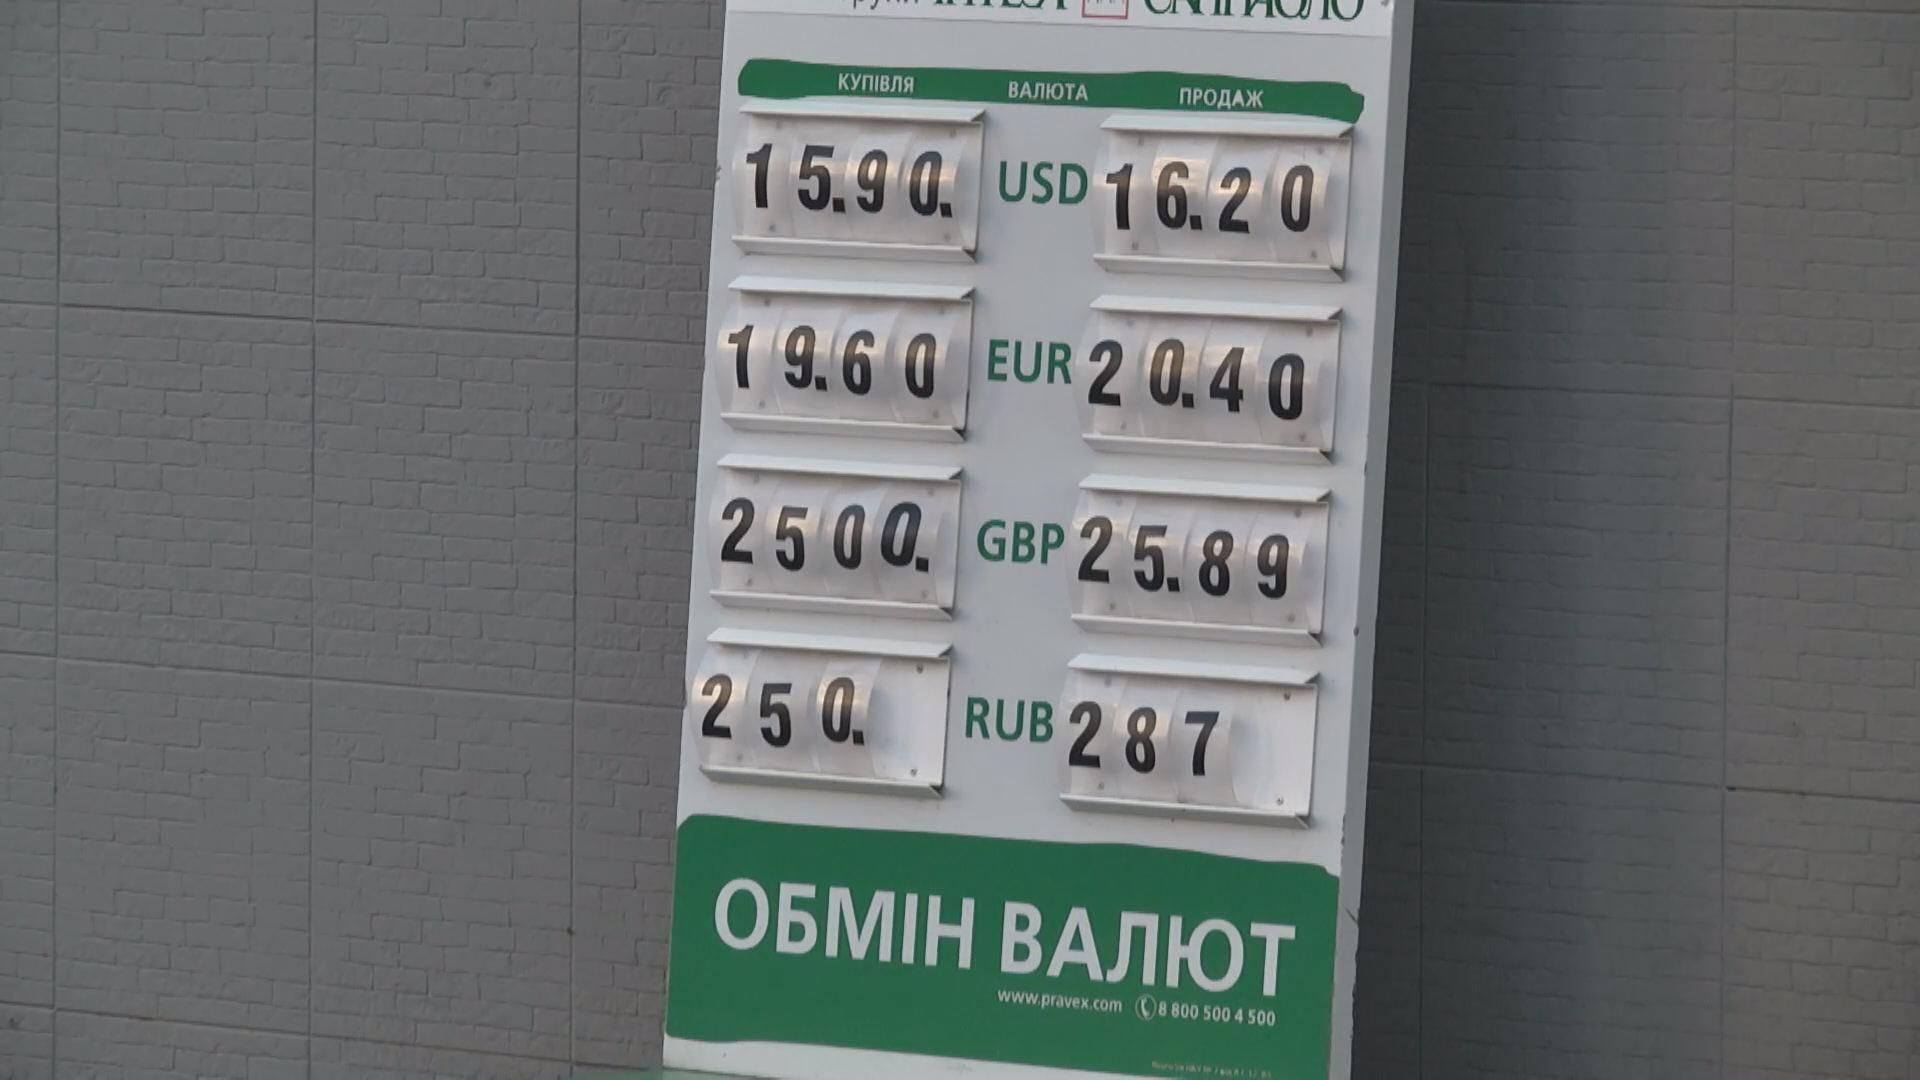 КУПІВЛЯ ВАЛЮТА ПРОДАЖ
15.90. USD 16.20
19.60 EUR 20.40
2500. GBP 25.89
250. RUB 287
ОБМІН ВАЛЮТ
www.pravex.com 8 800 500 4 500